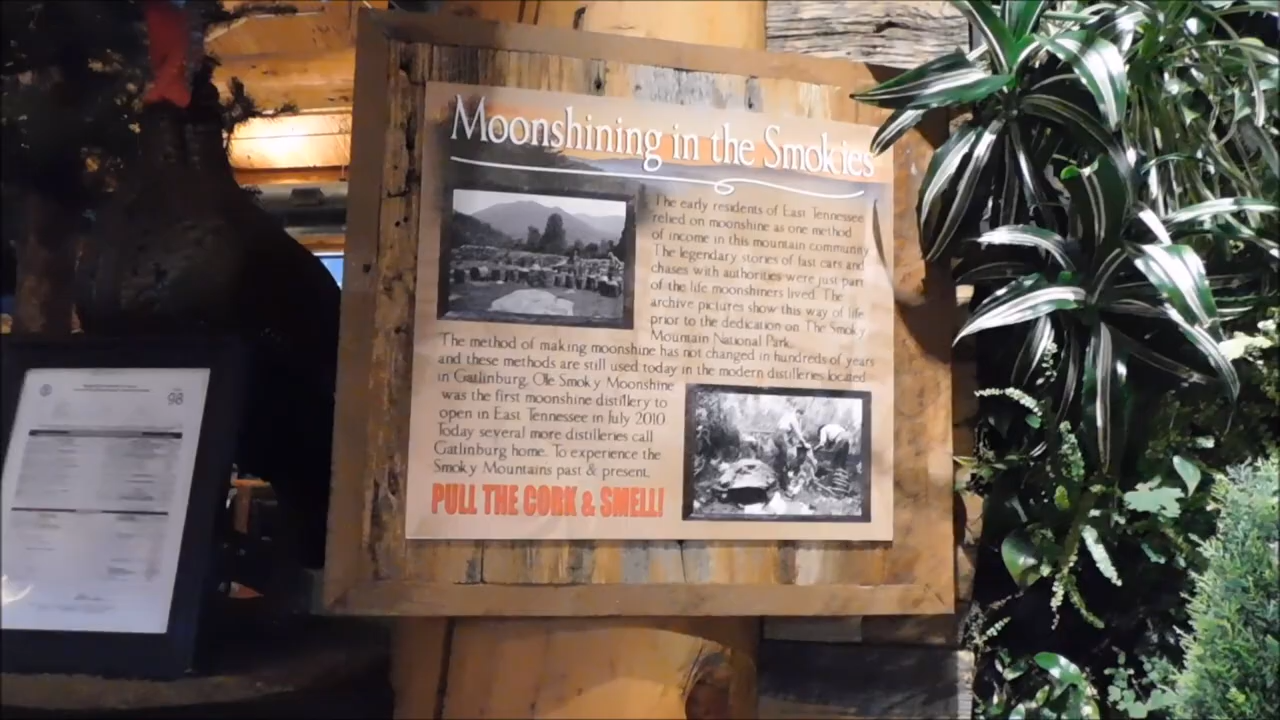 Moonshining in the Smokies
The early residents of East Tennessee
relied on moonshine as one method
of income in this mountain community
The legendary stories of fast cars and
chases with authorities were just part
of the life moonshiners lived. The
archive pictures show this way of life
prior to the dedication on The Smoky
Mountain National Park.
The method of making moonshine has not changed in hundreds of years
and these methods are still used today in the modern distilleries located
in Gatlinburg. Ole Smoky Moonshine
was the first moonshine distillery to
open in East Tennessee in July 2010
Today several more distilleries call
Gatlinburg home. To experience the
Smoky Mountains past & present,
PULL THE CORK & SMELL!
98